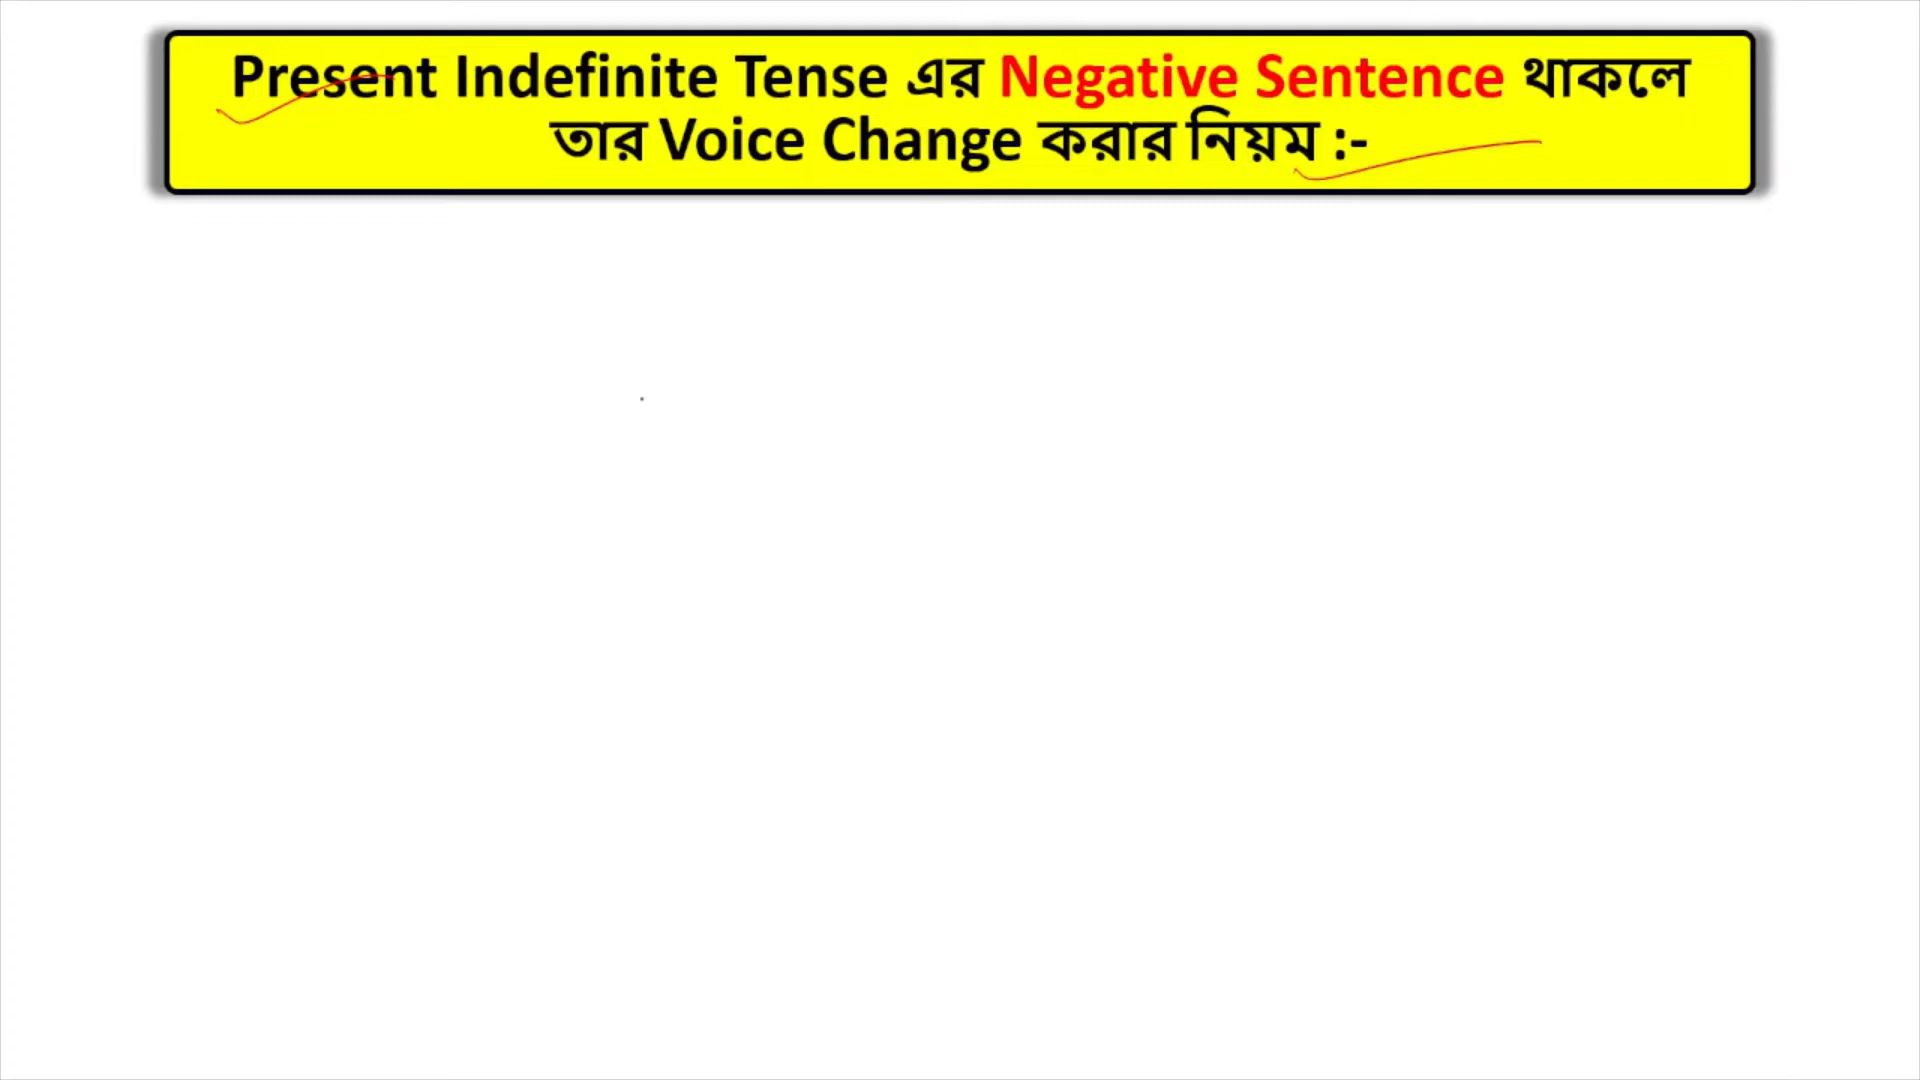 Present Indefinite Tense এর Negative Sentence থাকলে
তার Voice Change করার নিয়ম :-